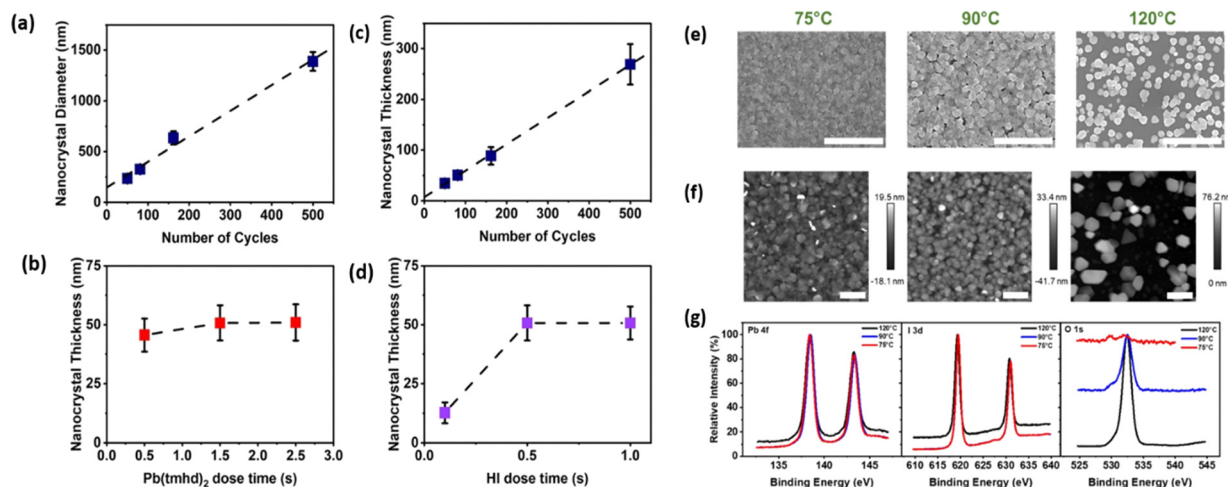 (a)
Nanocrystal Diameter (nm)
1500
1250
1000
750
500
250
0
0 100 200 300 400 500
Number of Cycles
(c)
Nanocrystal Thickness (nm)
300
200
100
0
0 100 200 300 400 500
Number of Cycles
(b)
Nanocrystal Thickness (nm)
75
50
25
0
0.0 0.5 1.0 1.5 2.0 2.5 3.0
Pb(tmhd)₂ dose time (s)
(d)
Nanocrystal Thickness (nm)
75
50
25
0
0.0 0.5 1.0
HI dose time (s)
75°C 90°C 120°C
(e)
(f)
19.5 nm
-18.1 nm
33.4 nm
-41.7 nm
76.2 nm
0 nm
(g)
Relative Intensity (%)
100
80
60
40
20
0
Pb 4f
120°C
90°C
75°C
135 140 145
Binding Energy (eV)
I 3d
120°C
90°C
75°C
610 615 620 625 630 635 640
Binding Energy (eV)
O 1s
120°C
90°C
75°C
525 530 535 540 545
Binding Energy (eV)